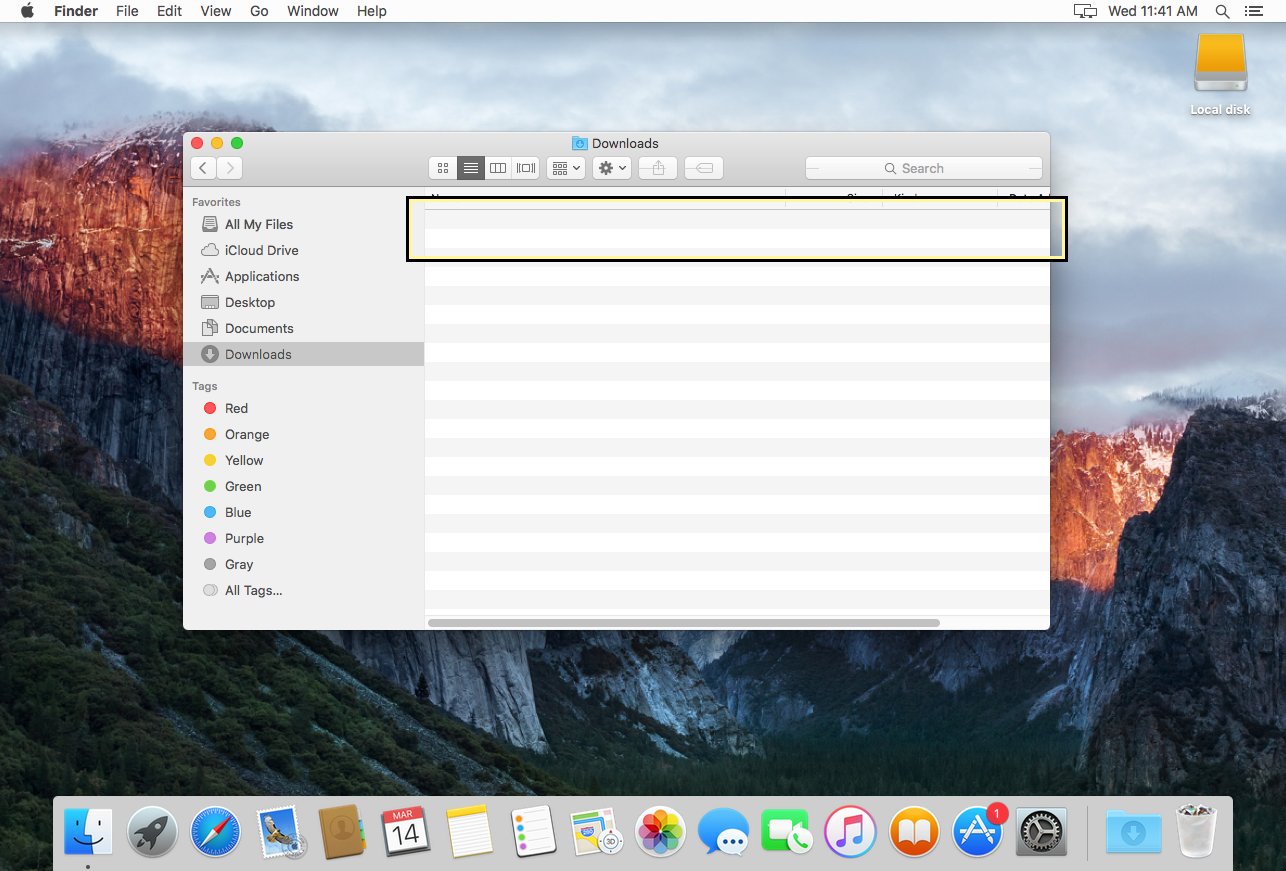 Finder File Edit View Go Window Help Wed 11:41 AM
Local disk
Downloads
Search
Favorites
All My Files
iCloud Drive
Applications
Desktop
Documents
Downloads
Tags
Red
Orange
Yellow
Green
Blue
Purple
Gray
All Tags...
MAR
14
3D
1